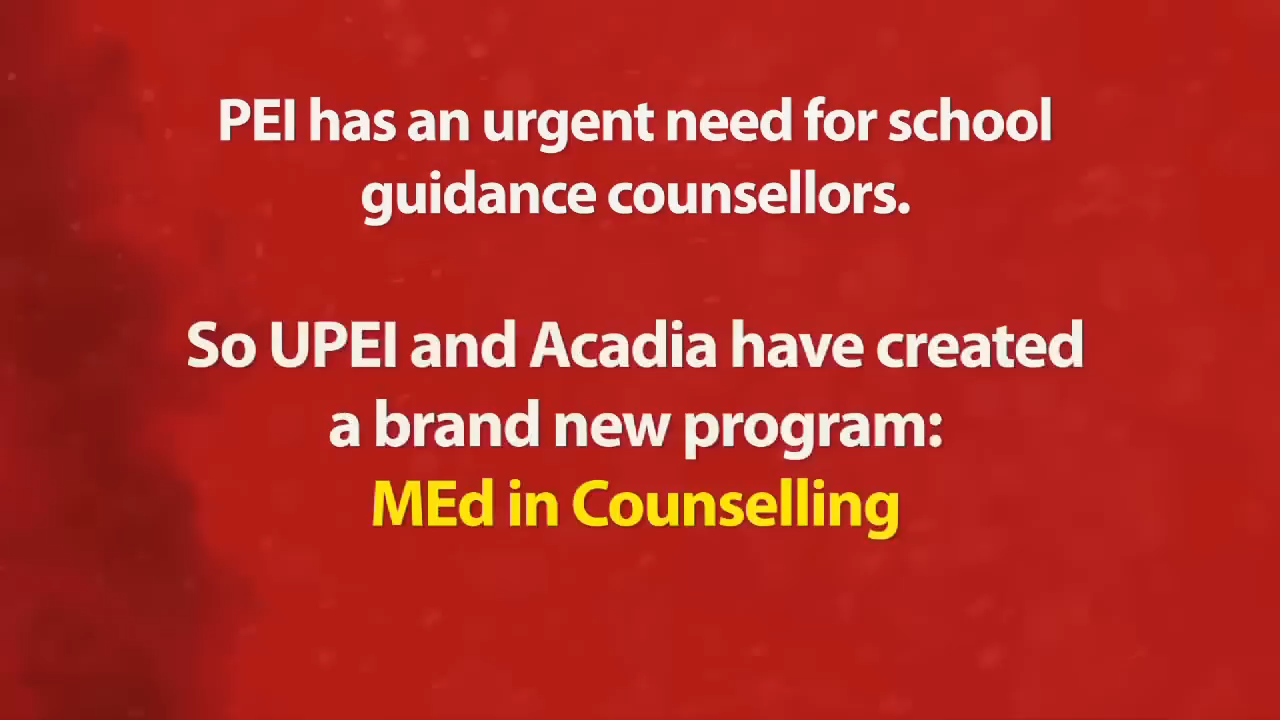 PEI has an urgent need for school
guidance counsellors.
So UPEI and Acadia have created
a brand new program:
MEd in Counselling